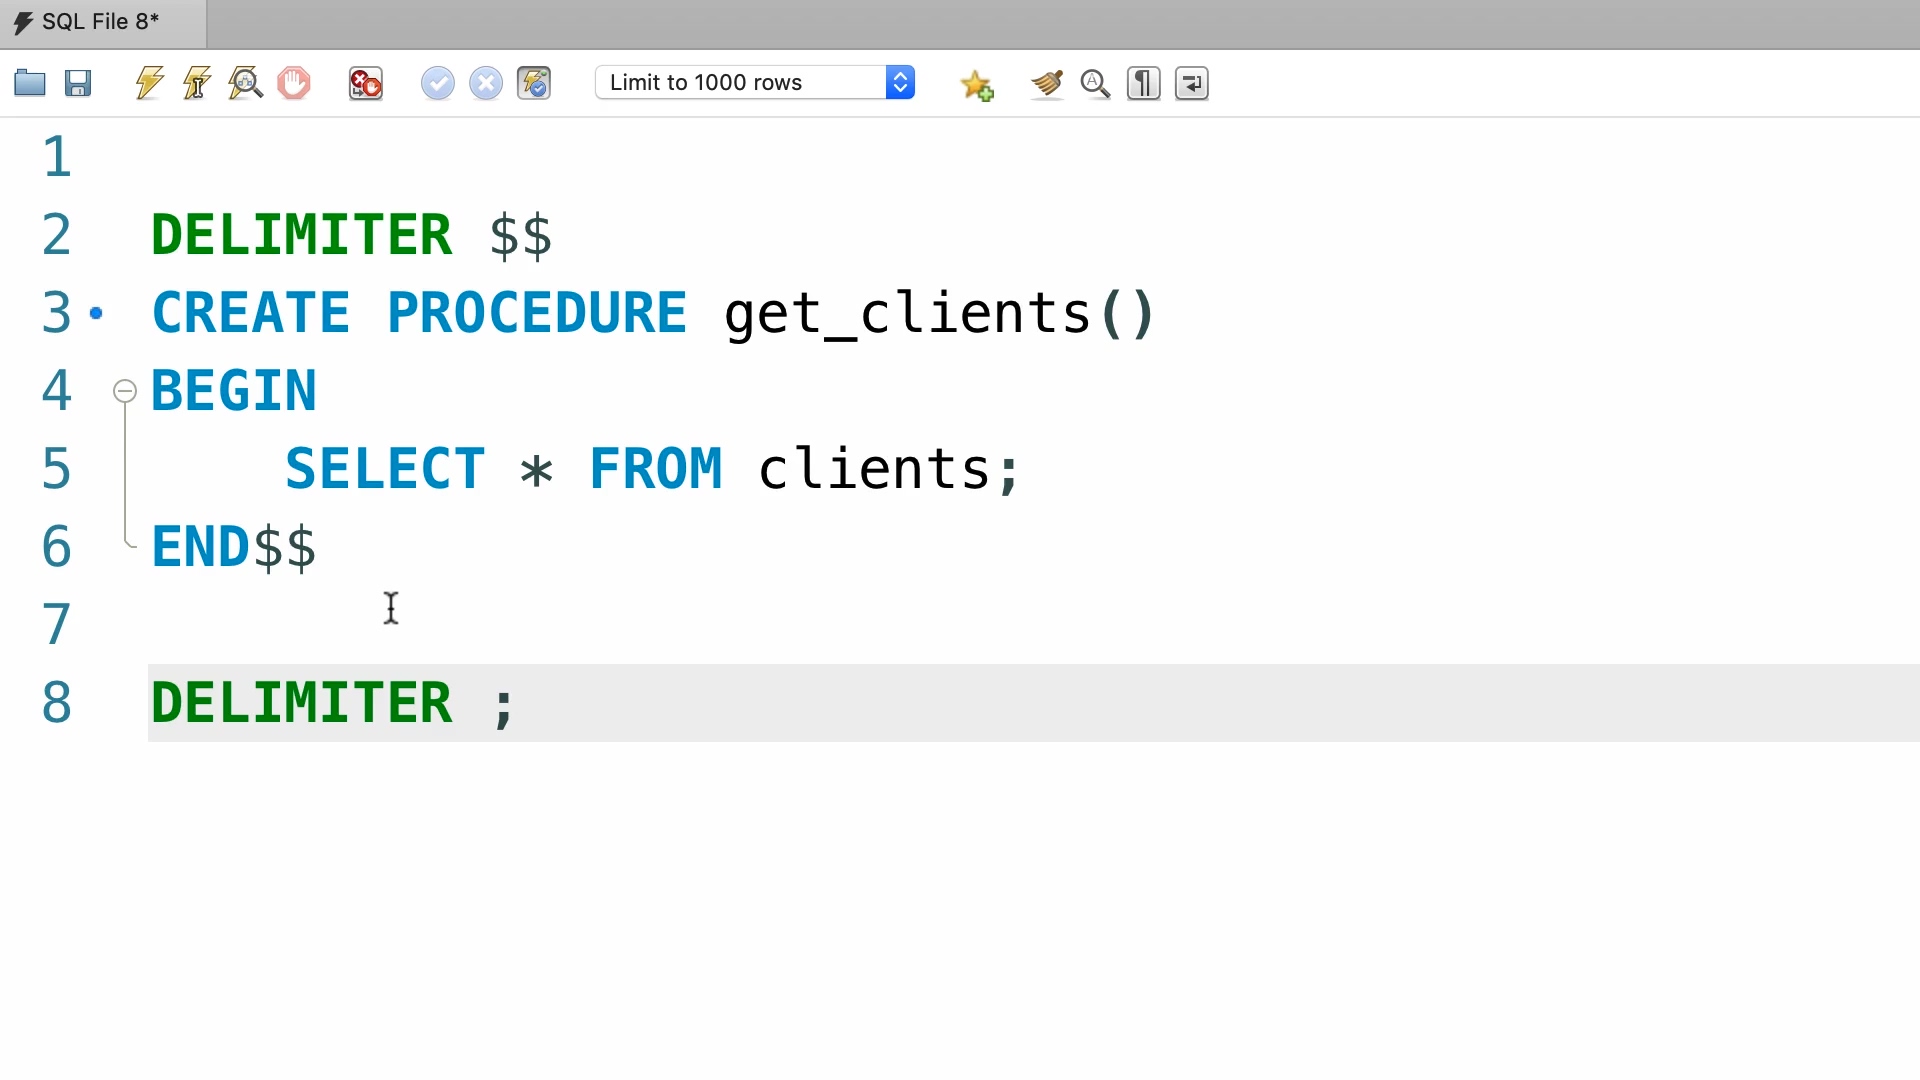 SQL File 8*
Limit to 1000 rows
1
2 DELIMITER $$
3 CREATE PROCEDURE get_clients()
4 BEGIN
5     SELECT * FROM clients;
6 END$$
7
8 DELIMITER ;